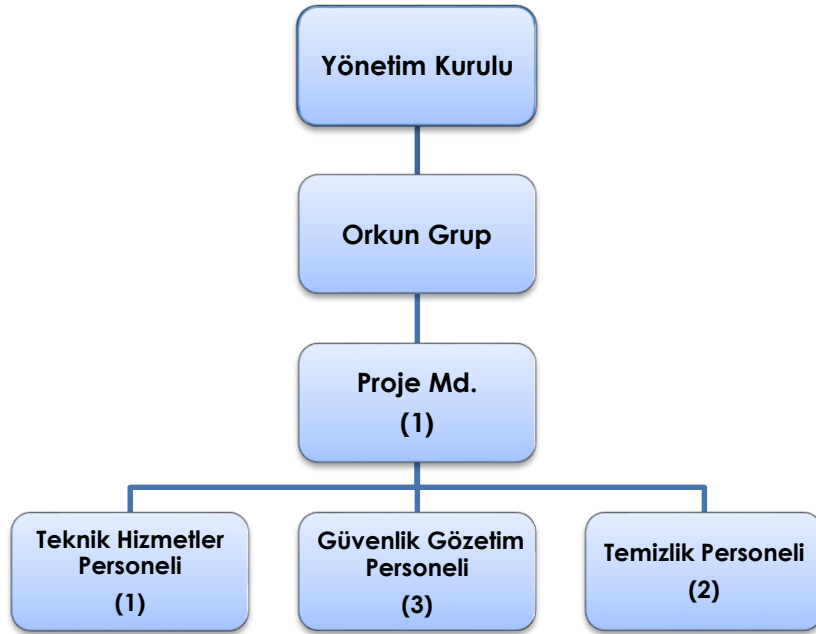 Yönetim Kurulu
Orkun Grup
Proje Md.
(1)
Teknik Hizmetler
Personeli
(1)
Güvenlik Gözetim
Personeli
(3)
Temizlik Personeli
(2)